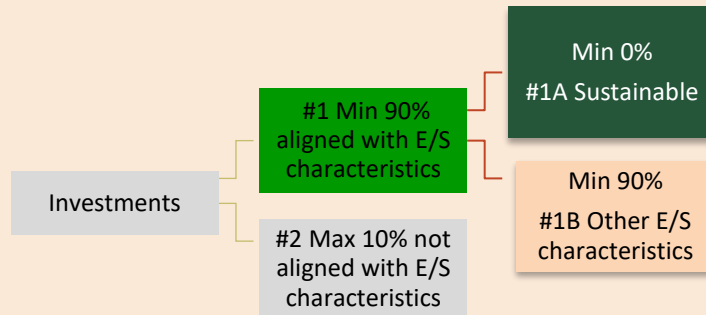 Investments
#1 Min 90%
aligned with E/S
characteristics
#2 Max 10% not
aligned with E/S
characteristics
Min 0%
#1A Sustainable
Min 90%
#1B Other E/S
characteristics